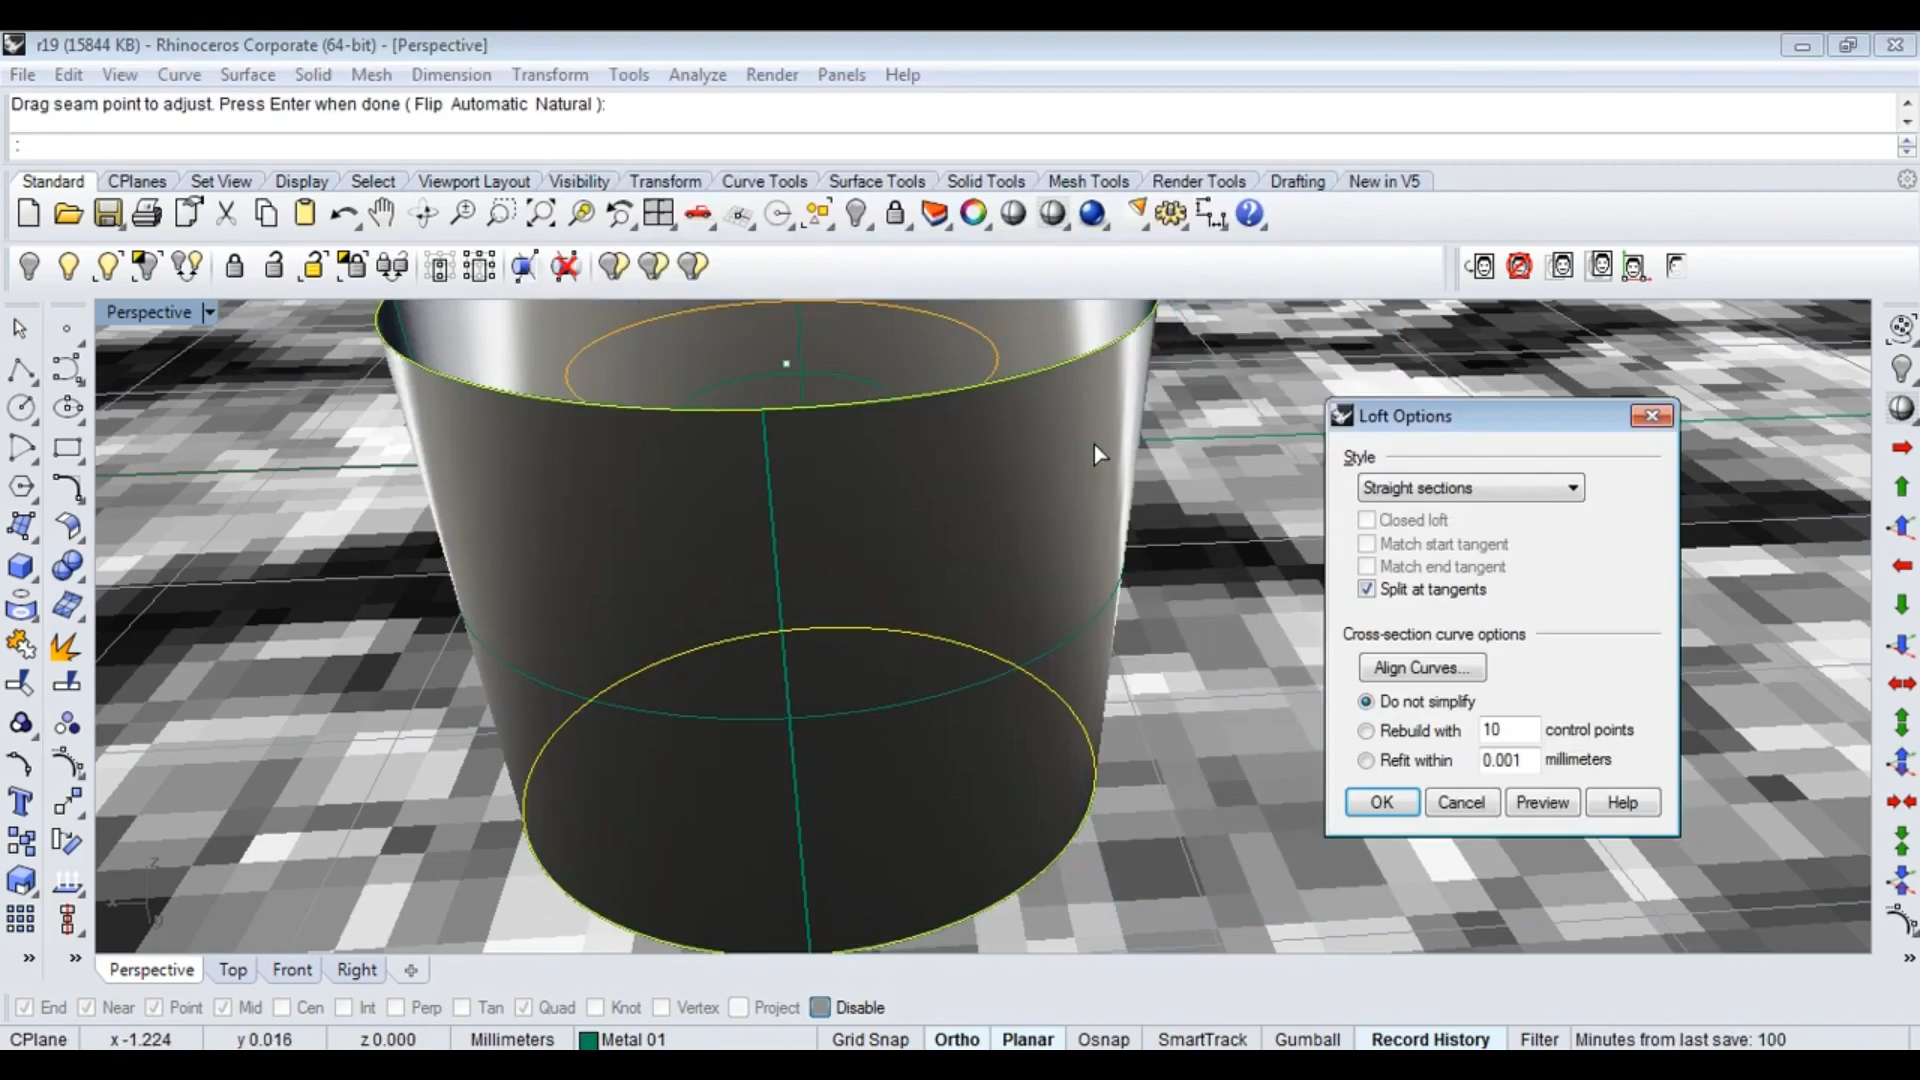 r19 (15844 KB) - Rhinoceros Corporate (64-bit) - [Perspective]
File Edit View Curve Surface Solid Mesh Dimension Transform Tools Analyze Render Panels Help
Drag seam point to adjust. Press Enter when done ( Flip Automatic Natural ):
:
Standard CPlanes Set View Display Select Viewport Layout Visibility Transform Curve Tools Surface Tools Solid Tools Mesh Tools Render Tools Drafting New in V5
Perspective
Loft Options
Style
Straight sections
Closed loft
Match start tangent
Match end tangent
Split at tangents
Cross-section curve options
Align Curves...
Do not simplify
Rebuild with 10 control points
Refit within 0.001 millimeters
OK Cancel Preview Help
z
x
y
Perspective Top Front Right
End Near Point Mid Cen Int Perp Tan Quad Knot Vertex Project Disable
CPlane x -1.224 y 0.016 z 0.000 Millimeters Metal 01 Grid Snap Ortho Planar Osnap SmartTrack Gumball Record History Filter Minutes from last save: 100